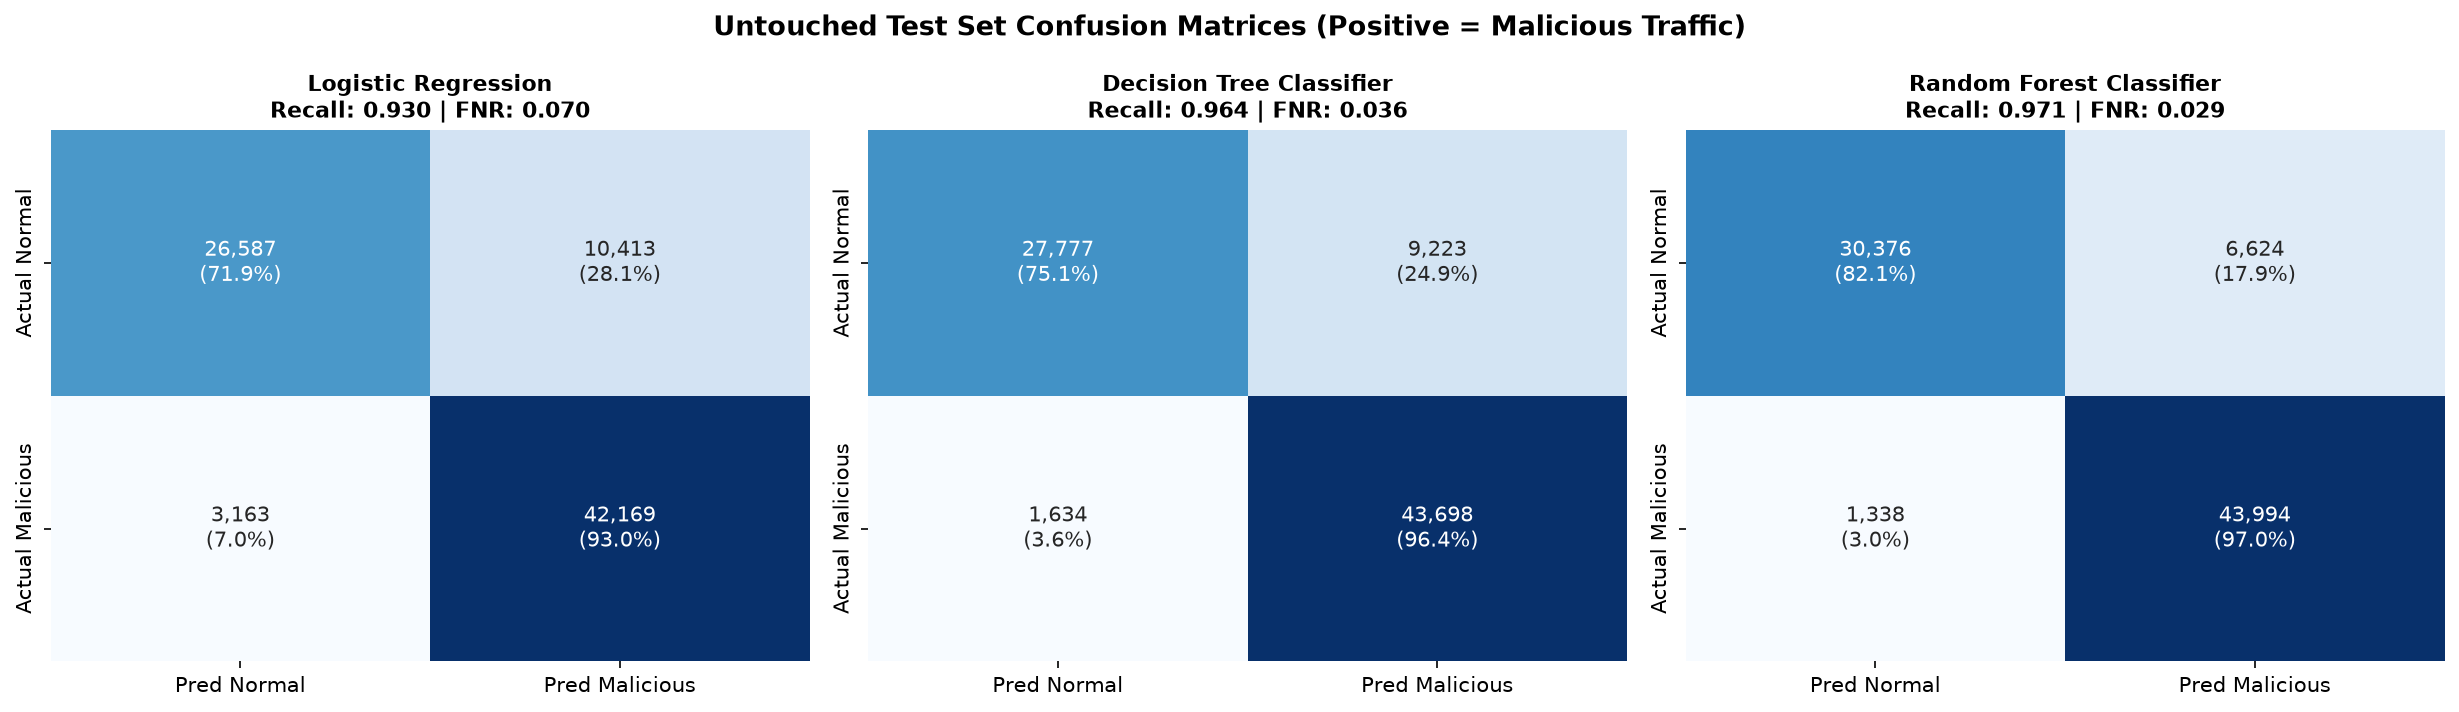 Untouched Test Set Confusion Matrices (Positive = Malicious Traffic)
Logistic Regression
Recall: 0.930 | FNR: 0.070
Actual Normal
Actual Malicious
26,587
(71.9%)
10,413
(28.1%)
3,163
(7.0%)
42,169
(93.0%)
Pred Normal
Pred Malicious
Decision Tree Classifier
Recall: 0.964 | FNR: 0.036
Actual Normal
Actual Malicious
27,777
(75.1%)
9,223
(24.9%)
1,634
(3.6%)
43,698
(96.4%)
Pred Normal
Pred Malicious
Random Forest Classifier
Recall: 0.971 | FNR: 0.029
Actual Normal
Actual Malicious
30,376
(82.1%)
6,624
(17.9%)
1,338
(3.0%)
43,994
(97.0%)
Pred Normal
Pred Malicious